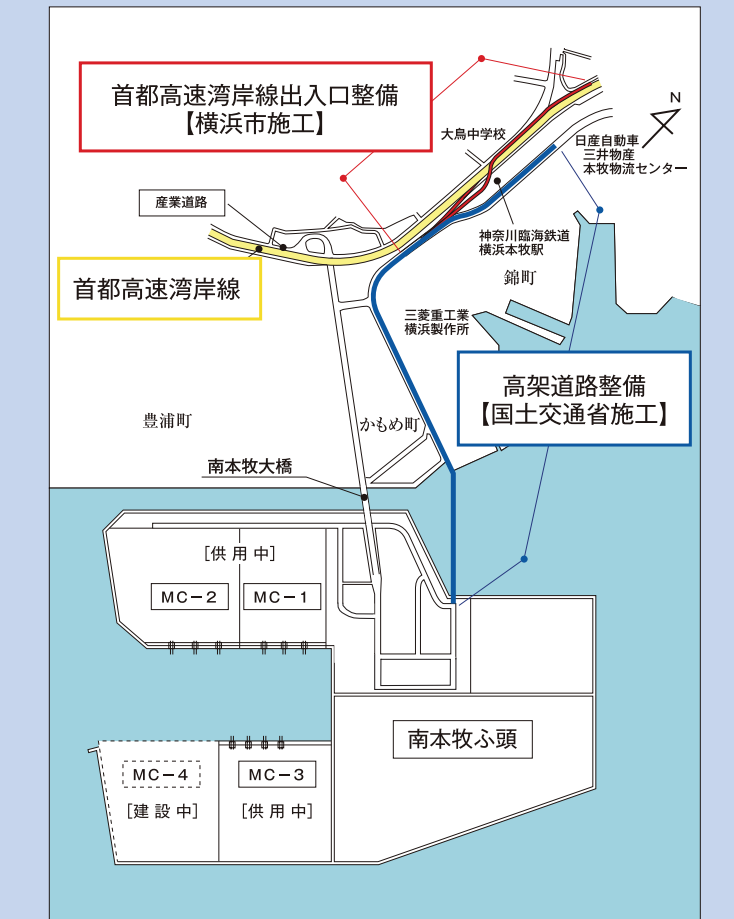 首都高速湾岸線出入口整備
【横浜市施工】
大鳥中学校
N
日産自動車
三井物産
本牧物流センター
産業道路
神奈川臨海鉄道
横浜本牧駅
首都高速湾岸線
錦町
三菱重工業
横浜製作所
高架道路整備
【国土交通省施工】
豊浦町
かもめ町
南本牧大橋
［供用中］
MC－2
MC－1
南本牧ふ頭
MC－4
MC－3
［建設中］
［供用中］